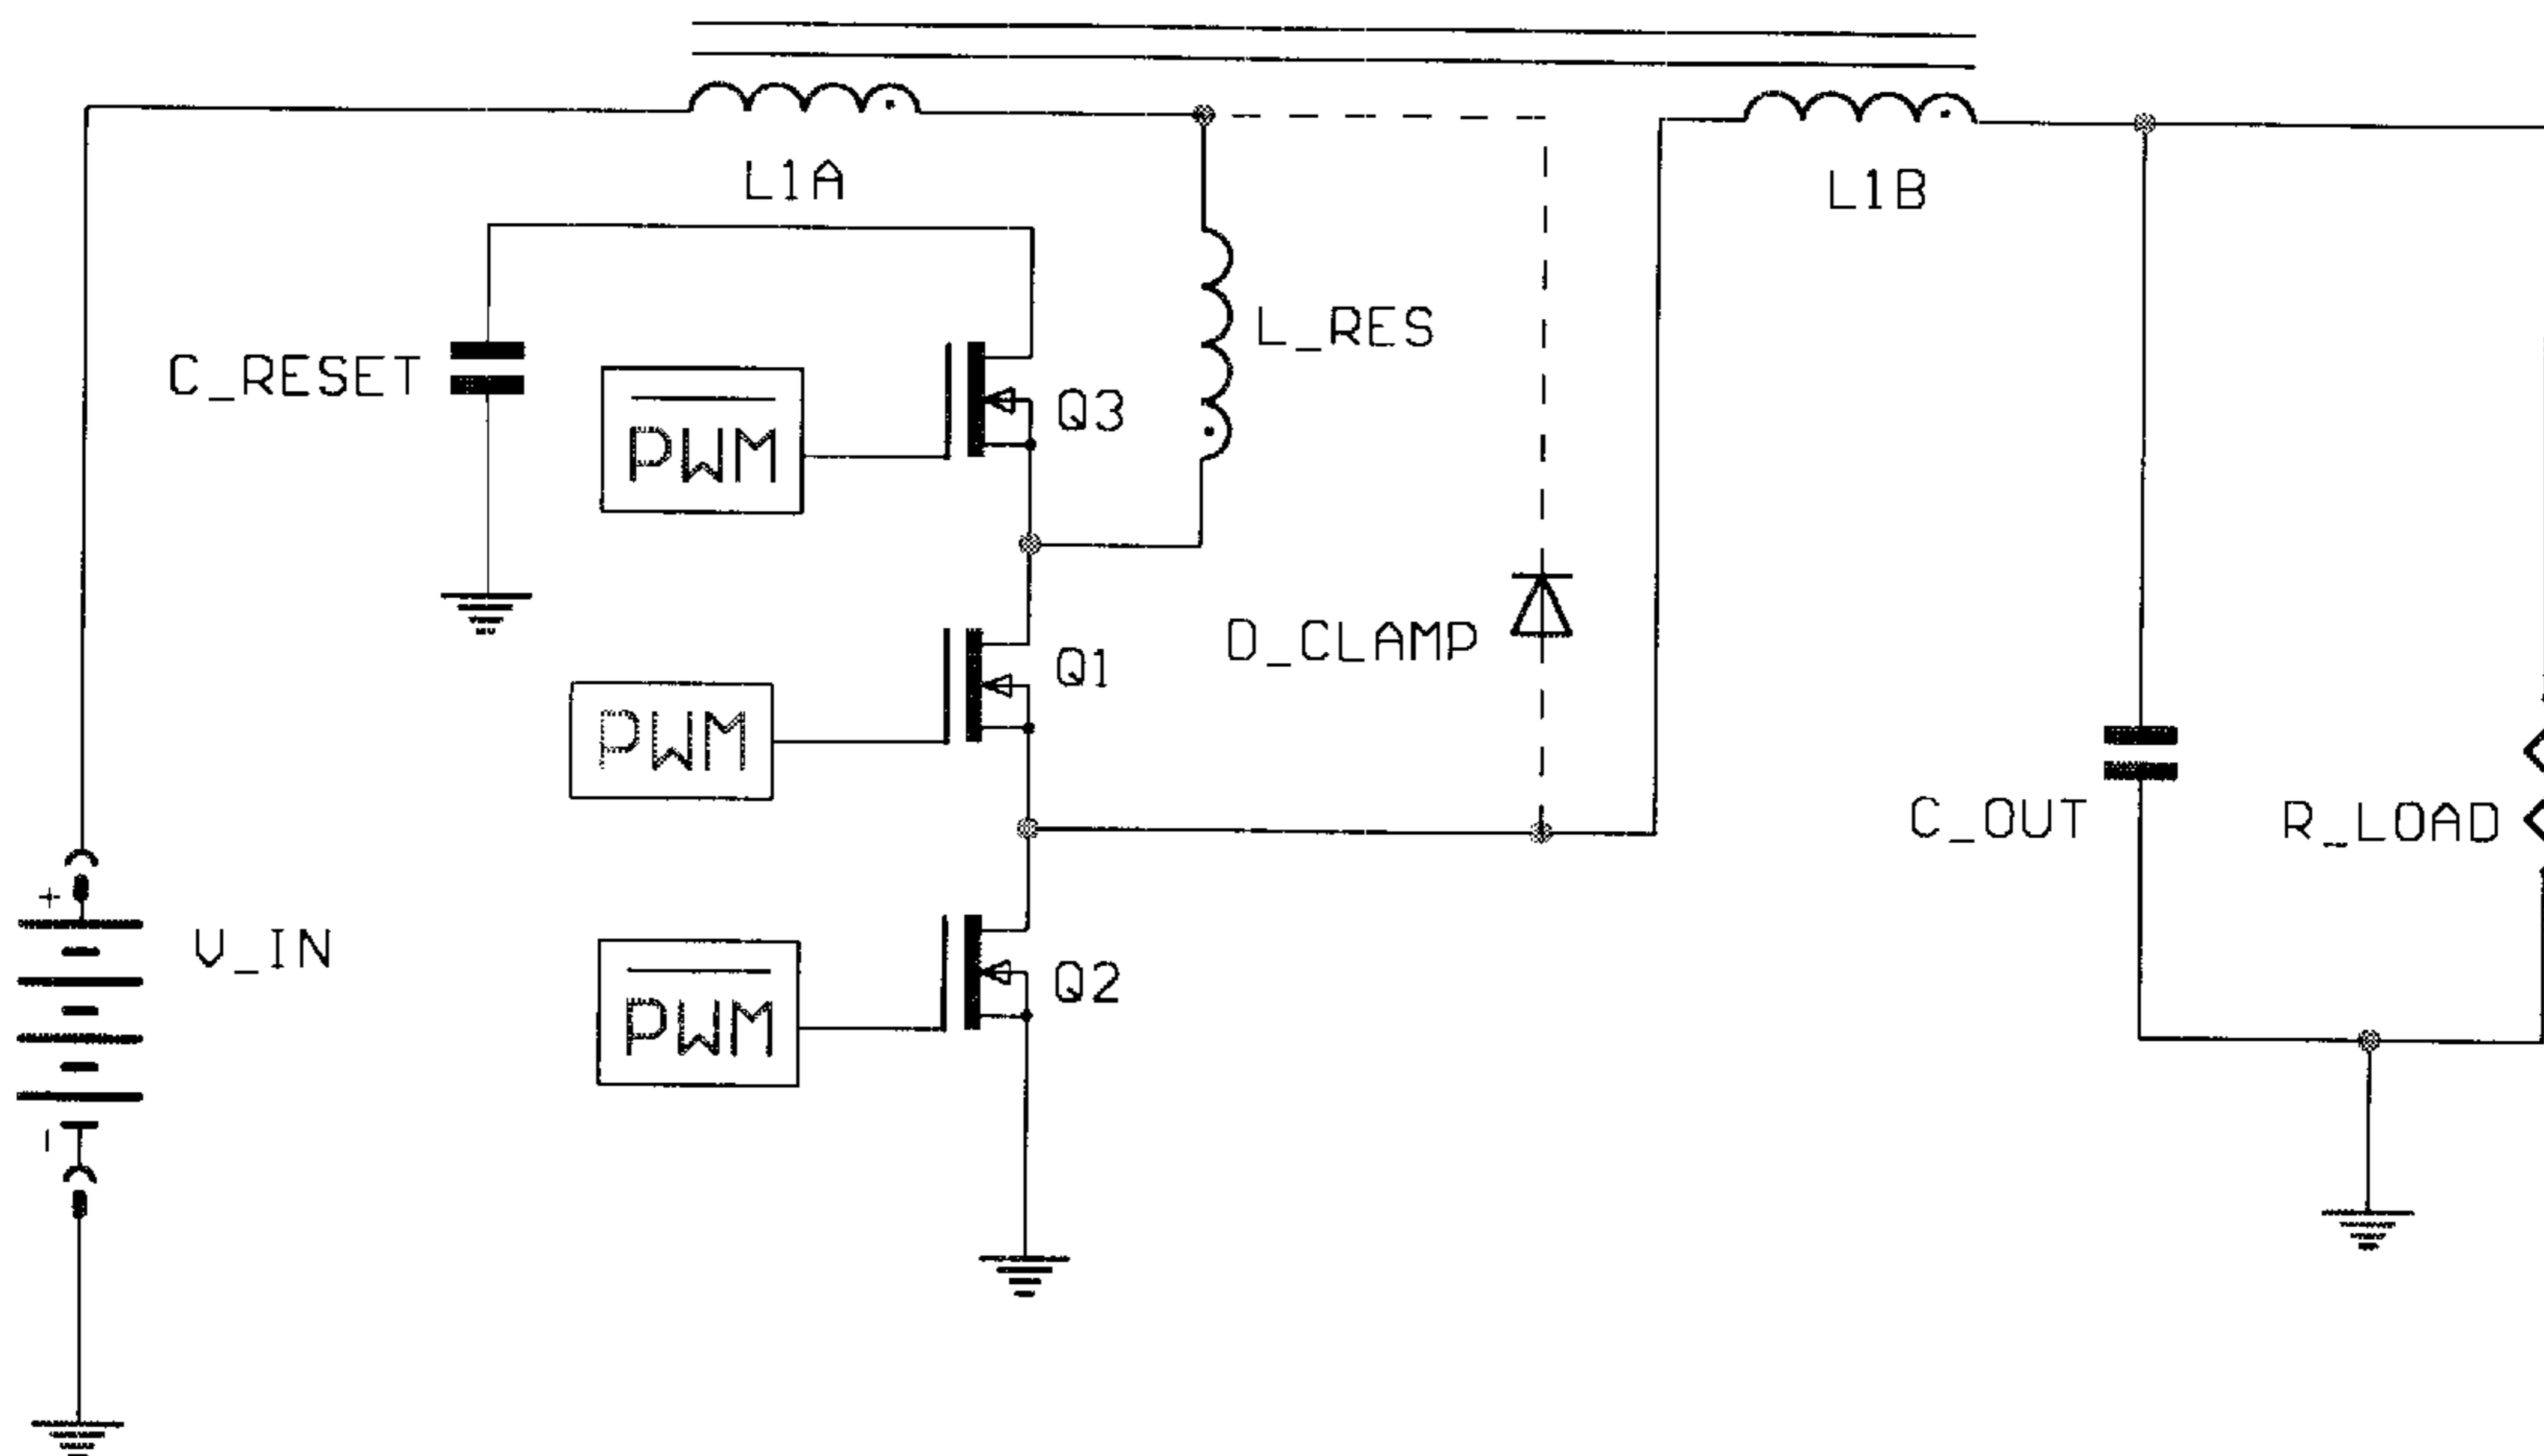 L1A
L1B
L_RES
C_RESET
Q3
PWM
Q1
D_CLAMP
PWM
C_OUT
R_LOAD
+
V_IN
Q2
PWM
-